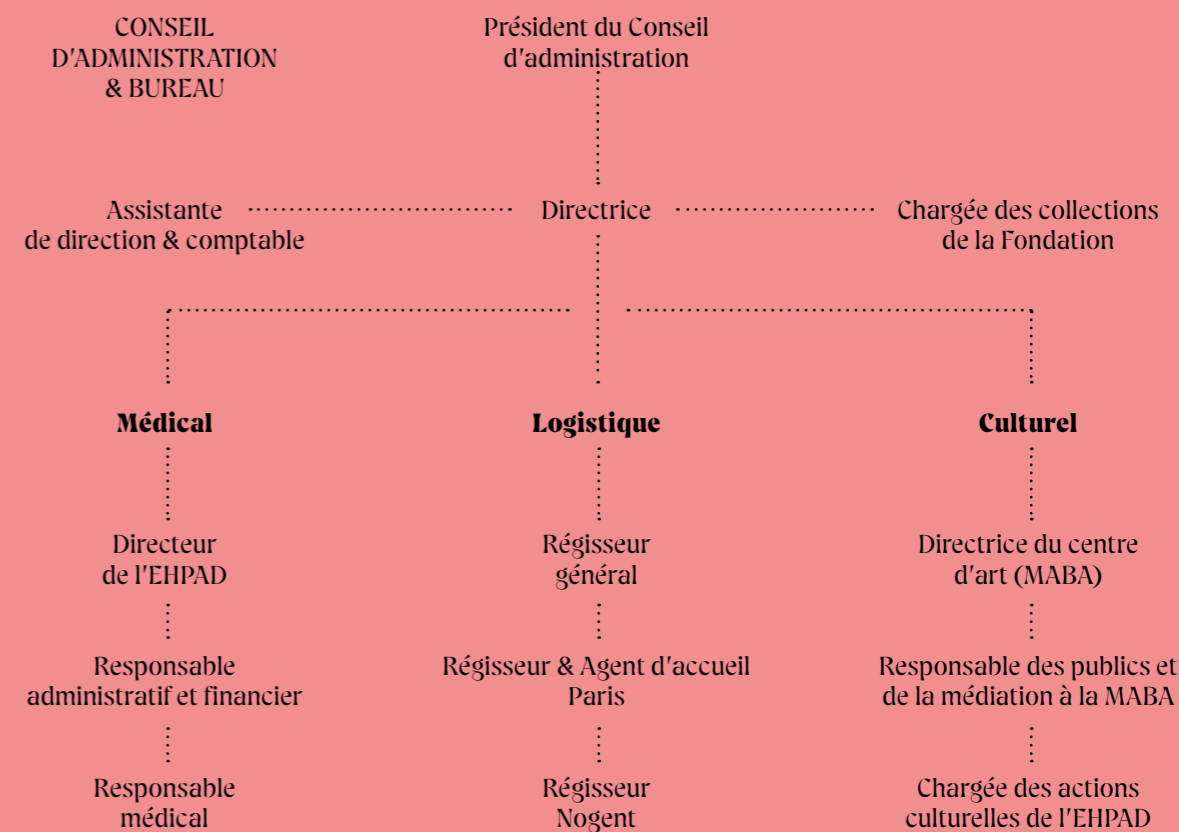 CONSEIL
D'ADMINISTRATION
& BUREAU
Président du Conseil
d'administration
Assistante
de direction & comptable
Directrice
Chargée des collections
de la Fondation
Médical
Logistique
Culturel
Directeur
de l'EHPAD
Régisseur
général
Directrice du centre
d'art (MABA)
Responsable
administratif et financier
Régisseur & Agent d'accueil
Paris
Responsable des publics et
de la médiation à la MABA
Responsable
médical
Régisseur
Nogent
Chargée des actions
culturelles de l'EHPAD